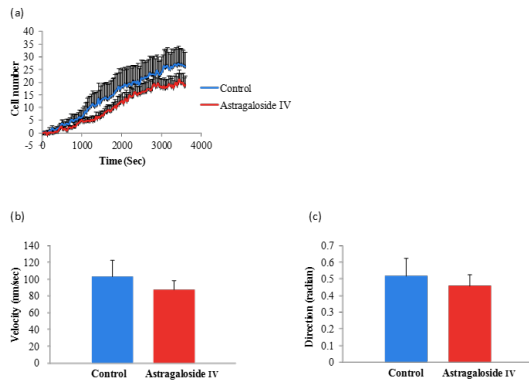 (a)
40
35
30
25
20
15
10
5
0
-5
Cell number
0 1000 2000 3000 4000
Time (Sec)
Control
Astragaloside IV
(b)
140
120
100
80
60
40
20
0
Velocity (nm/sec)
Control Astragaloside IV
(c)
0.7
0.6
0.5
0.4
0.3
0.2
0.1
0
Direction (radian)
Control Astragaloside IV